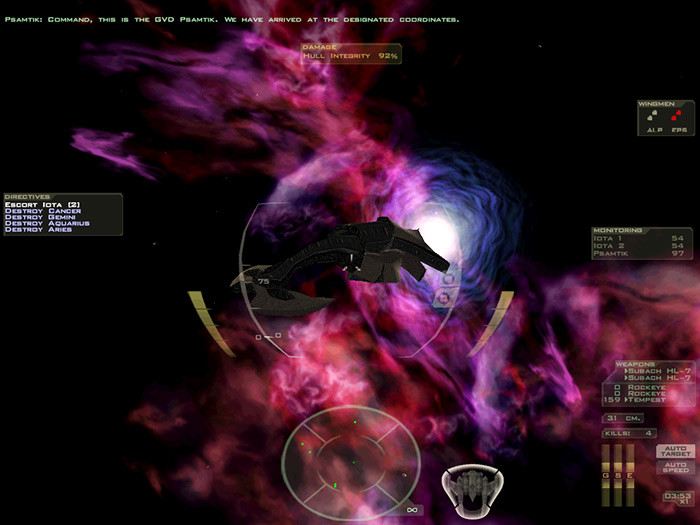 Psamtik: Command, this is the GVD Psamtik. We have arrived at the designated coordinates.
DAMAGE
Hull Integrity 92%
WINGMEN
ALP EPS
DIRECTIVES
Escort Iota [2]
Destroy Cancer
Destroy Gemini
Destroy Aquarius
Destroy Aries
MONITORING
Iota 1 54
Iota 2 54
Psamtik 97
75
WEAPONS
Subach HL-7
Subach HL-7
0 Rockeye
0 Rockeye
159 Tempest
31 CM.
KILLS: 4
AUTO TARGET
AUTO SPEED
G S E
03:53
x1